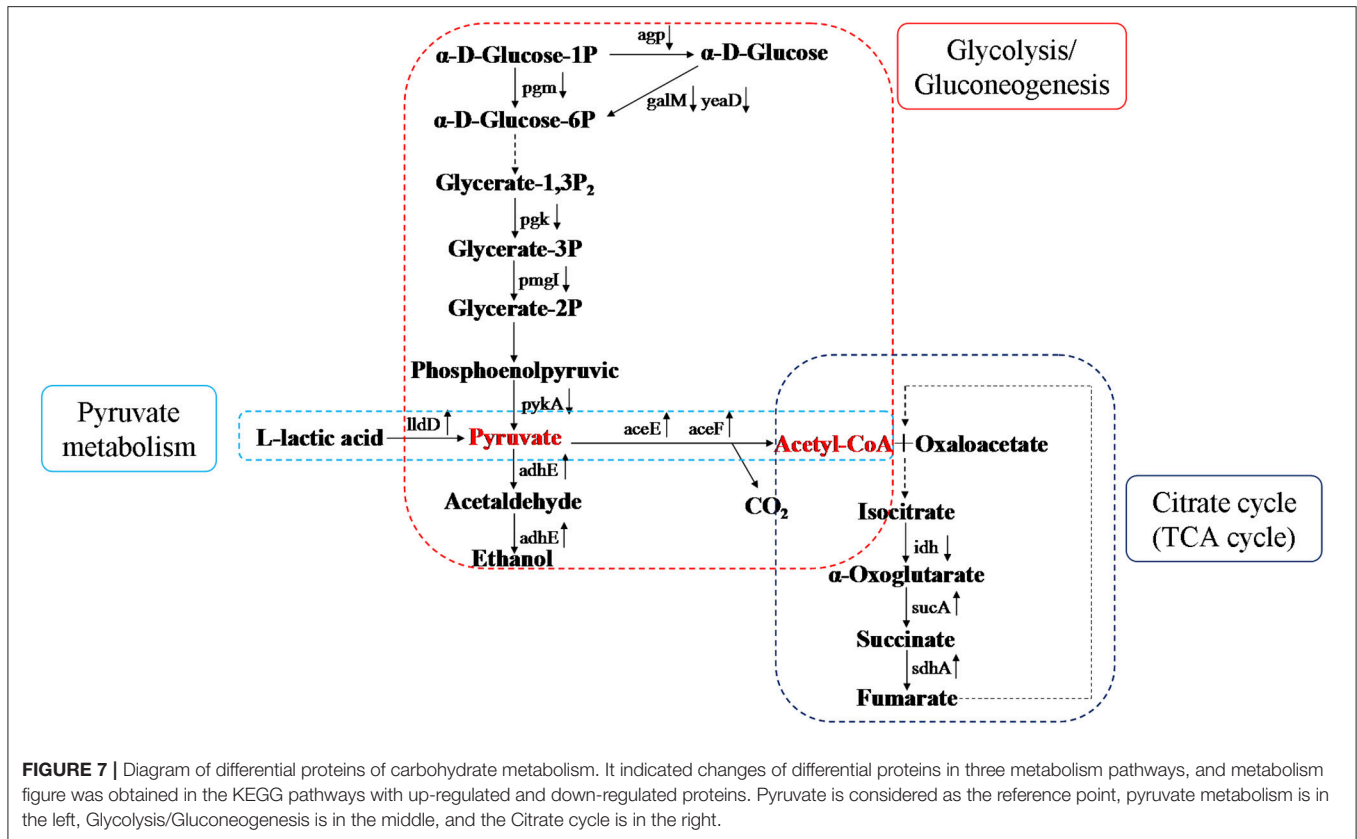 agp↓
α-D-Glucose-1P α-D-Glucose
Glycolysis/
Gluconeogenesis
pgm↓
galM↓ yeaD↓
α-D-Glucose-6P
Glycerate-1,3P₂
pgk↓
Glycerate-3P
pmgI↓
Glycerate-2P
Phosphoenolpyruvic
pykA↓
Pyruvate
metabolism
L-lactic acid lldD↑ Pyruvate aceE↑ aceF↑ Acetyl-CoA + Oxaloacetate
adhE↑
Acetaldehyde
CO₂
adhE↑
Ethanol
Isocitrate
idh↓
α-Oxoglutarate
sucA↑
Succinate
sdhA↑
Fumarate
Citrate cycle
(TCA cycle)
FIGURE 7 | Diagram of differential proteins of carbohydrate metabolism. It indicated changes of differential proteins in three metabolism pathways, and metabolism
figure was obtained in the KEGG pathways with up-regulated and down-regulated proteins. Pyruvate is considered as the reference point, pyruvate metabolism is in
the left, Glycolysis/Gluconeogenesis is in the middle, and the Citrate cycle is in the right.